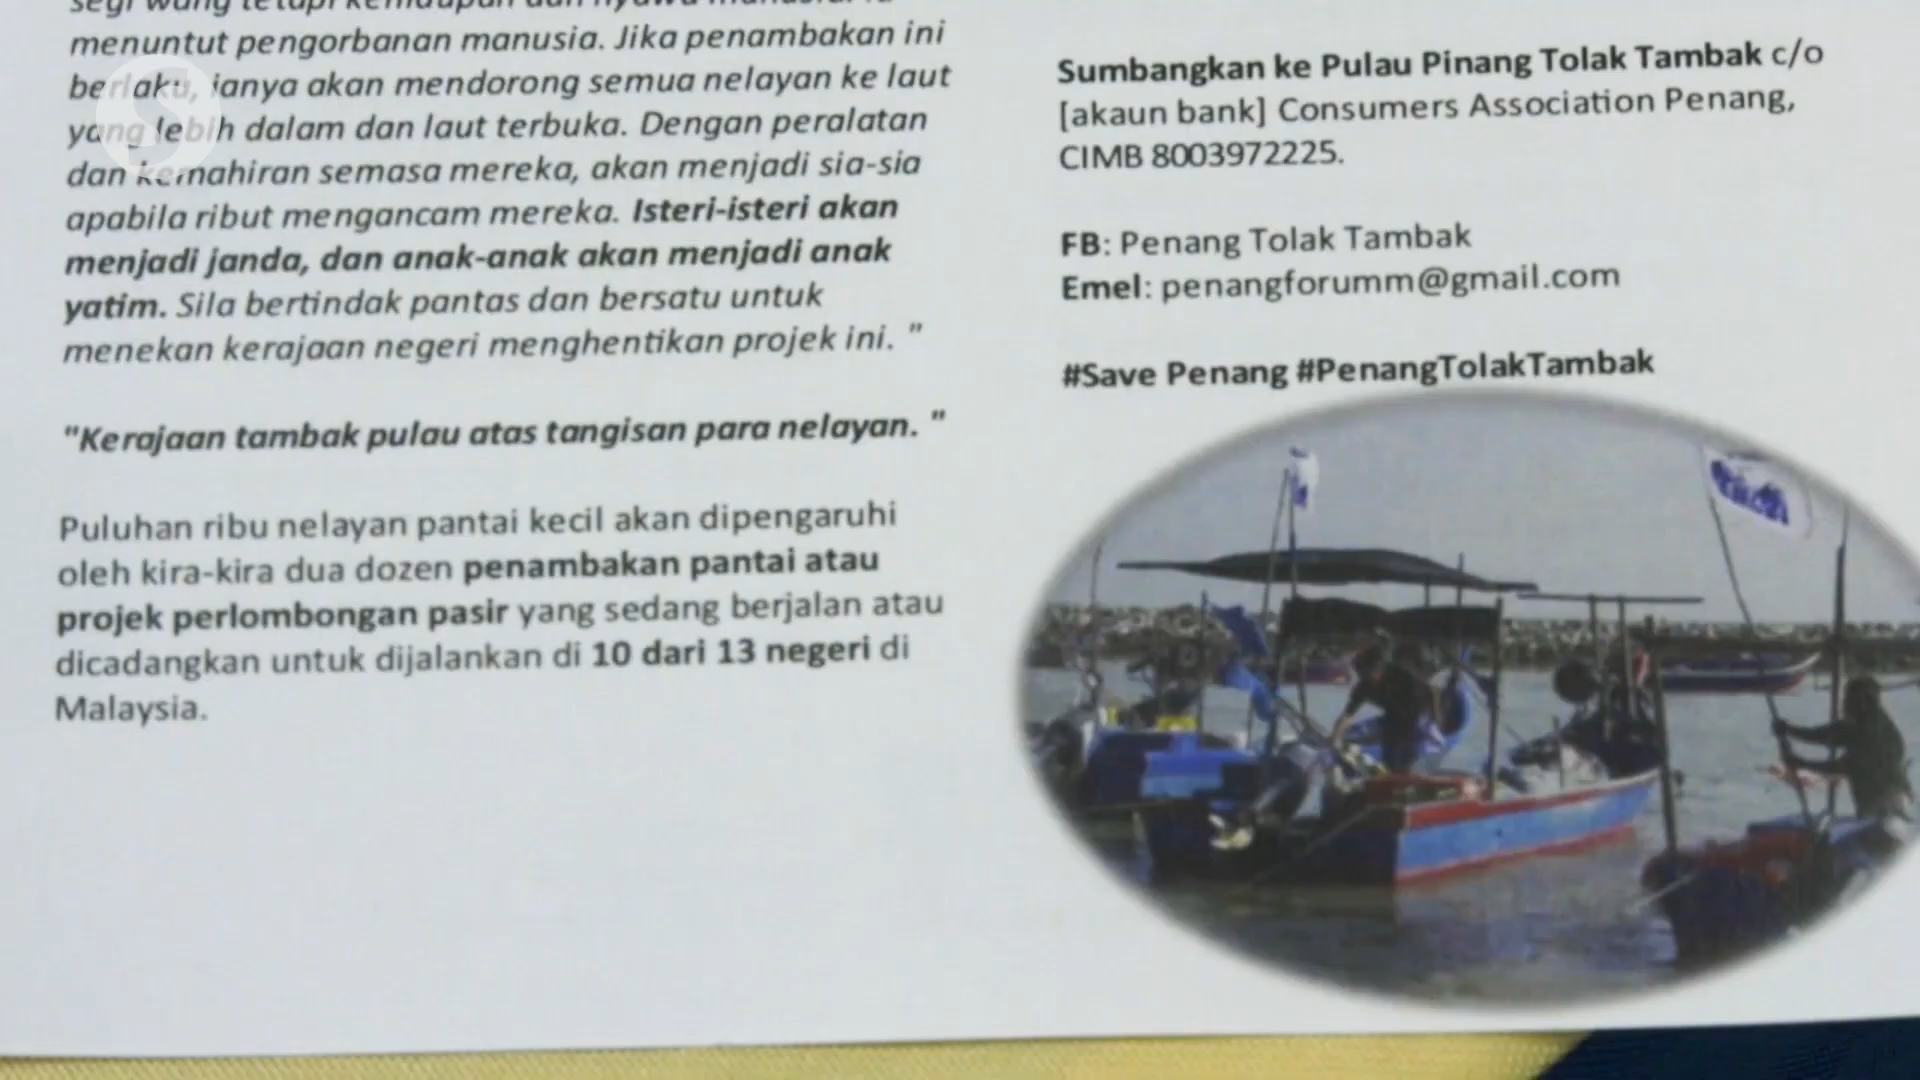 menuntut pengorbanan manusia. Jika penambakan ini
berlaku, ianya akan mendorong semua nelayan ke laut
yang lebih dalam dan laut terbuka. Dengan peralatan
dan kemahiran semasa mereka, akan menjadi sia-sia
apabila ribut mengancam mereka. Isteri-isteri akan
menjadi janda, dan anak-anak akan menjadi anak
yatim. Sila bertindak pantas dan bersatu untuk
menekan kerajaan negeri menghentikan projek ini. "
"Kerajaan tambak pulau atas tangisan para nelayan. "
Puluhan ribu nelayan pantai kecil akan dipengaruhi
oleh kira-kira dua dozen penambakan pantai atau
projek perlombongan pasir yang sedang berjalan atau
dicadangkan untuk dijalankan di 10 dari 13 negeri di
Malaysia.
Sumbangkan ke Pulau Pinang Tolak Tambak c/o
[akaun bank] Consumers Association Penang,
CIMB 8003972225.
FB: Penang Tolak Tambak
Emel: penangforumm@gmail.com
#Save Penang #PenangTolakTambak